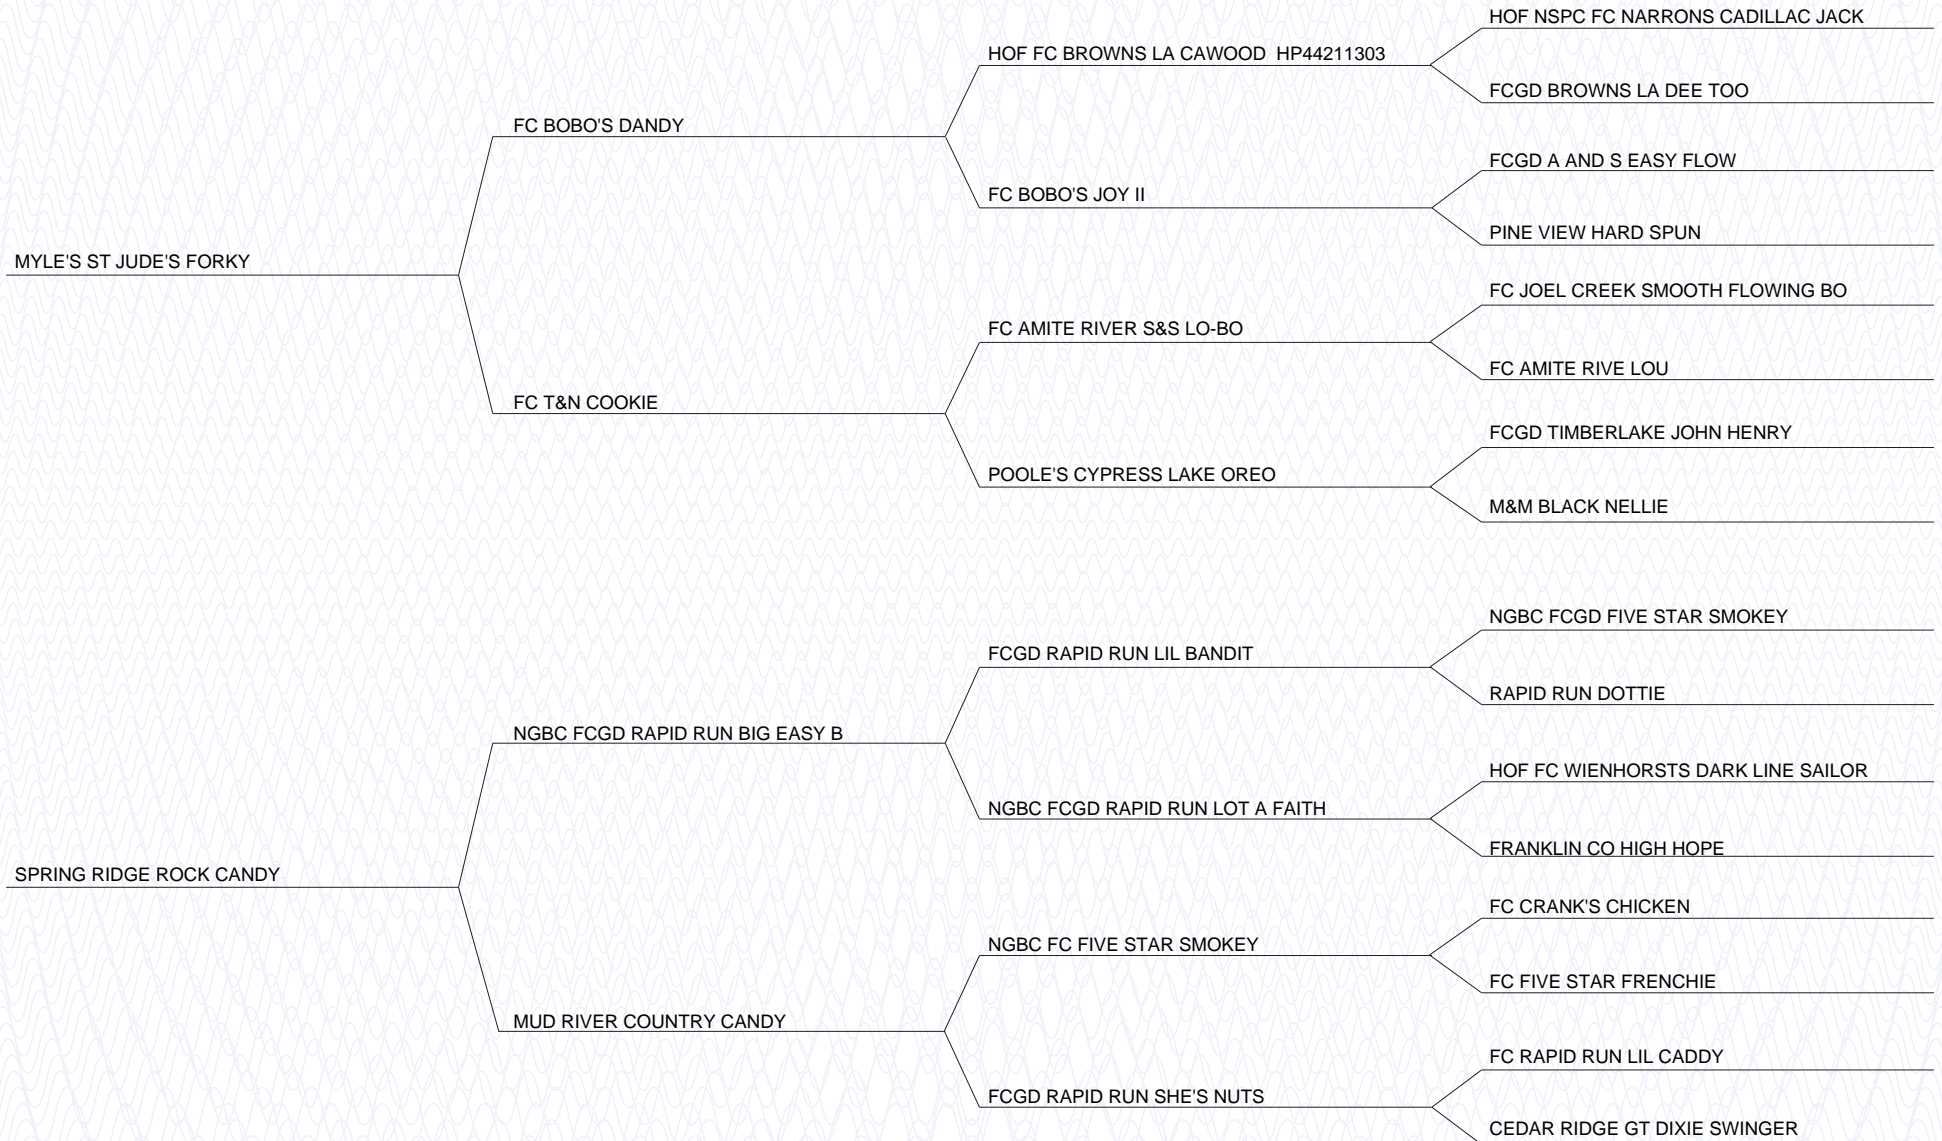 HOF NSPC FC NARRONS CADILLAC JACK
HOF FC BROWNS LA CAWOOD  HP44211303
FCGD BROWNS LA DEE TOO
FC BOBO'S DANDY
FCGD A AND S EASY FLOW
FC BOBO'S JOY II
PINE VIEW HARD SPUN
MYLE'S ST JUDE'S FORKY
FC JOEL CREEK SMOOTH FLOWING BO
FC AMITE RIVER S&S LO-BO
FC AMITE RIVE LOU
FC T&N COOKIE
FCGD TIMBERLAKE JOHN HENRY
POOLE'S CYPRESS LAKE OREO
M&M BLACK NELLIE
NGBC FCGD FIVE STAR SMOKEY
FCGD RAPID RUN LIL BANDIT
RAPID RUN DOTTIE
NGBC FCGD RAPID RUN BIG EASY B
HOF FC WIENHORSTS DARK LINE SAILOR
NGBC FCGD RAPID RUN LOT A FAITH
FRANKLIN CO HIGH HOPE
SPRING RIDGE ROCK CANDY
FC CRANK'S CHICKEN
NGBC FC FIVE STAR SMOKEY
FC FIVE STAR FRENCHIE
MUD RIVER COUNTRY CANDY
FC RAPID RUN LIL CADDY
FCGD RAPID RUN SHE'S NUTS
CEDAR RIDGE GT DIXIE SWINGER